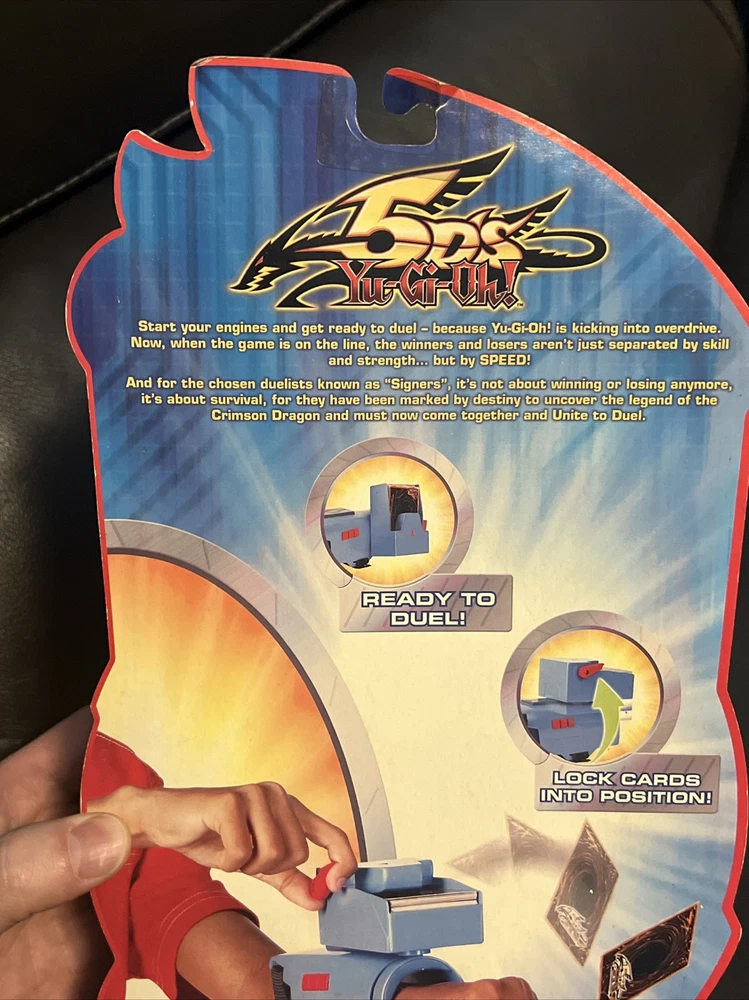 5D's
Yu-Gi-Oh!
Start your engines and get ready to duel – because Yu-Gi-Oh! is kicking into overdrive.
Now, when the game is on the line, the winners and losers aren't just separated by skill
and strength... but by SPEED!
And for the chosen duelists known as "Signers", it's not about winning or losing anymore,
it's about survival, for they have been marked by destiny to uncover the legend of the
Crimson Dragon and must now come together and Unite to Duel.
READY TO
DUEL!
LOCK CARDS
INTO POSITION!